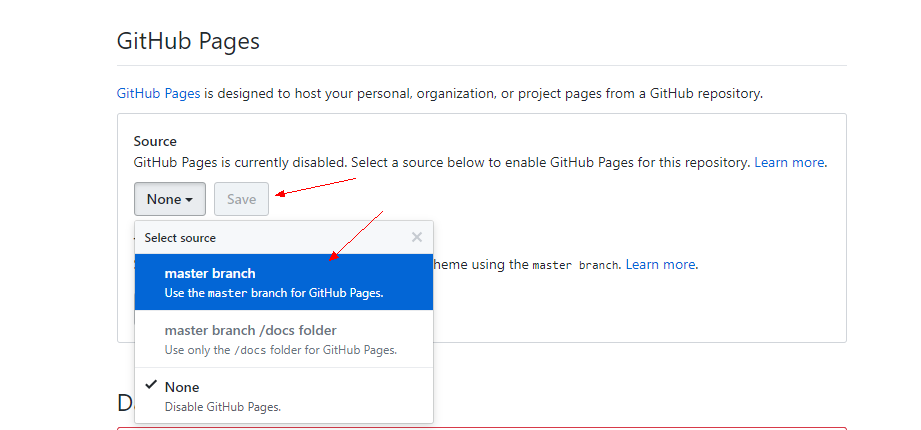 GitHub Pages
GitHub Pages is designed to host your personal, organization, or project pages from a GitHub repository.
Source
GitHub Pages is currently disabled. Select a source below to enable GitHub Pages for this repository. Learn more.
None
Save
Select source
master branch
Use the master branch for GitHub Pages.
heme using the master branch. Learn more.
master branch /docs folder
Use only the /docs folder for GitHub Pages.
None
Disable GitHub Pages.
D